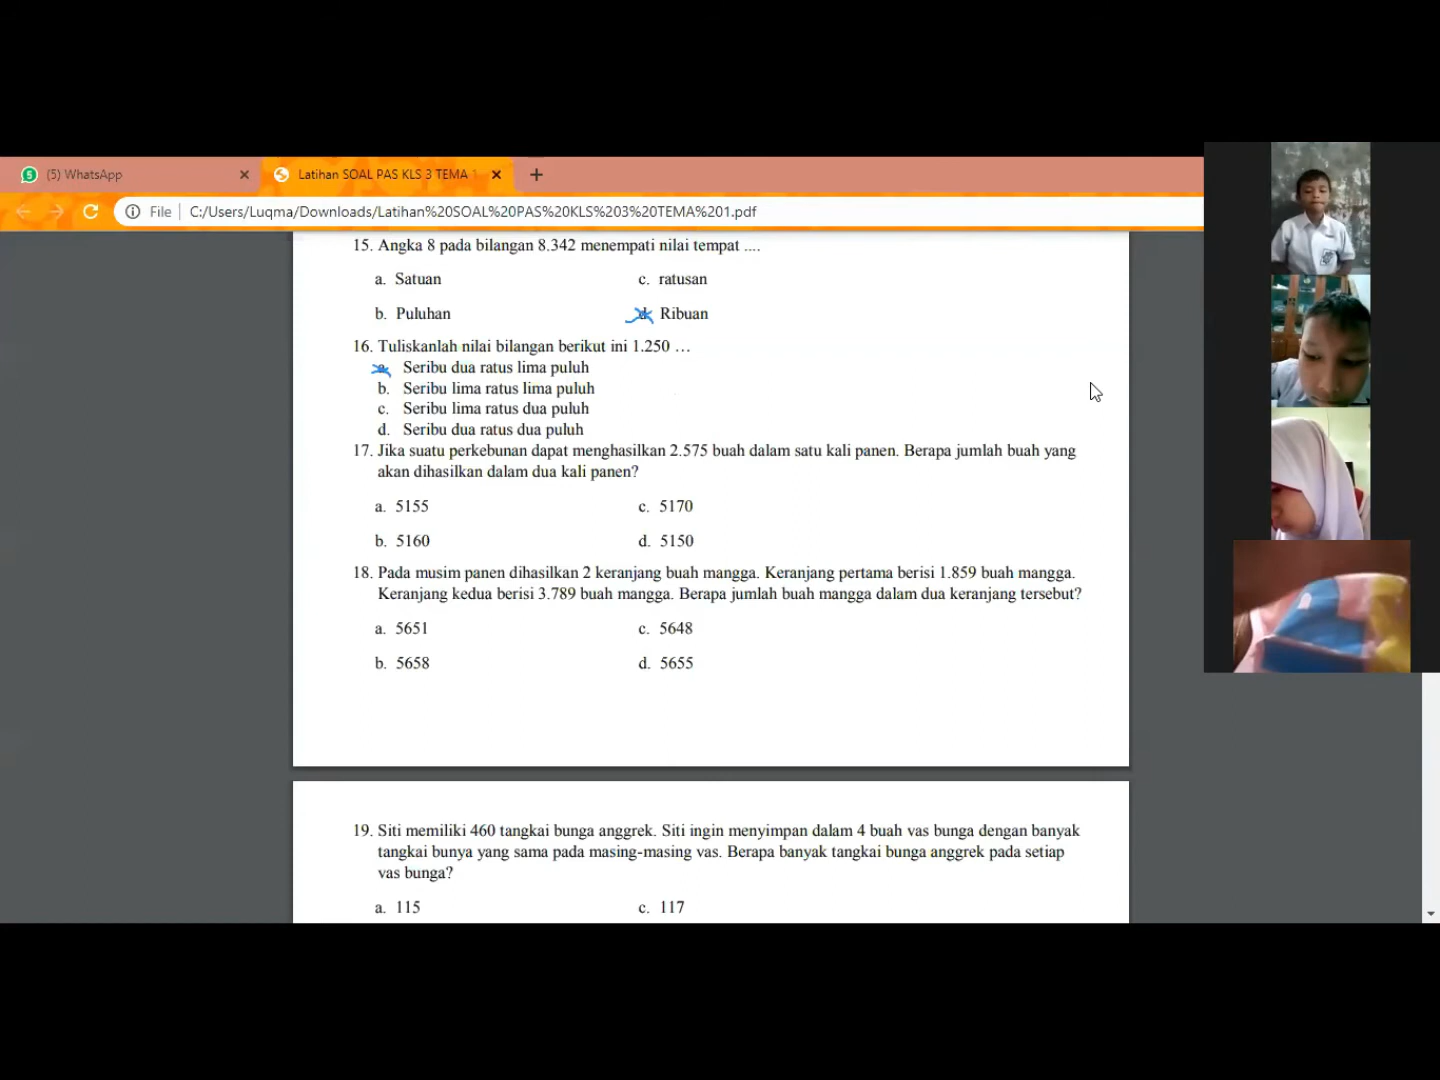 (5) WhatsApp
Latihan SOAL PAS KLS 3 TEMA 1
File C:/Users/Luqma/Downloads/Latihan%20SOAL%20PAS%20KLS%203%20TEMA%201.pdf
15. Angka 8 pada bilangan 8.342 menempati nilai tempat ....
a. Satuan c. ratusan
b. Puluhan d. Ribuan
16. Tuliskanlah nilai bilangan berikut ini 1.250 …
a. Seribu dua ratus lima puluh
b. Seribu lima ratus lima puluh
c. Seribu lima ratus dua puluh
d. Seribu dua ratus dua puluh
17. Jika suatu perkebunan dapat menghasilkan 2.575 buah dalam satu kali panen. Berapa jumlah buah yang
akan dihasilkan dalam dua kali panen?
a. 5155 c. 5170
b. 5160 d. 5150
18. Pada musim panen dihasilkan 2 keranjang buah mangga. Keranjang pertama berisi 1.859 buah mangga.
Keranjang kedua berisi 3.789 buah mangga. Berapa jumlah buah mangga dalam dua keranjang tersebut?
a. 5651 c. 5648
b. 5658 d. 5655
19. Siti memiliki 460 tangkai bunga anggrek. Siti ingin menyimpan dalam 4 buah vas bunga dengan banyak
tangkai bunya yang sama pada masing-masing vas. Berapa banyak tangkai bunga anggrek pada setiap
vas bunga?
a. 115 c. 117